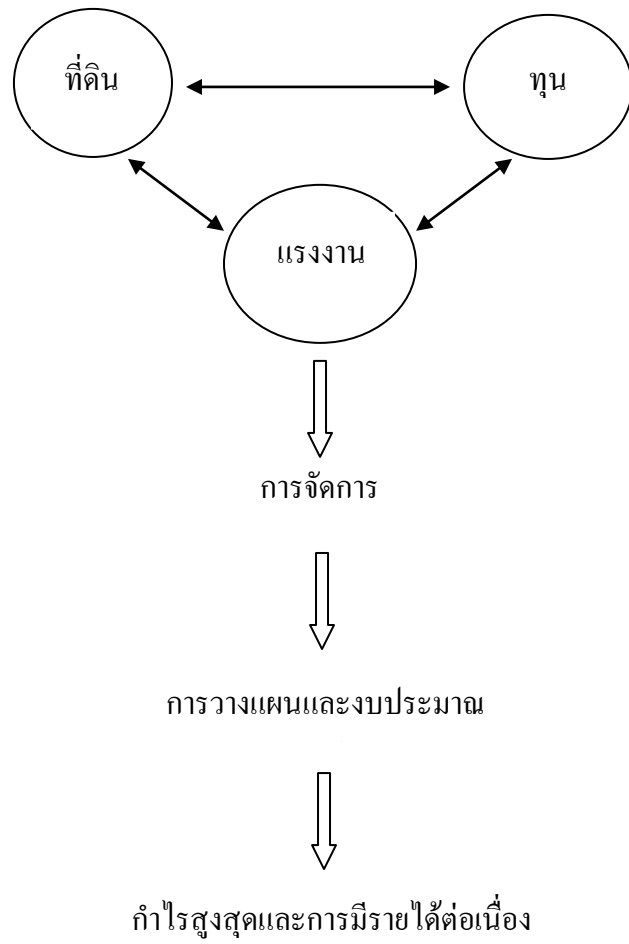 ที่ดิน
ทุน
แรงงาน
การจัดการ
การวางแผนและงบประมาณ
กำไรสูงสุดและการมีรายได้ต่อเนื่อง